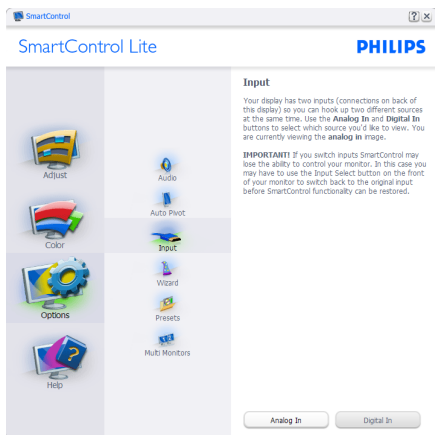 SmartControl
? x
SmartControl Lite
PHILIPS
Adjust
Color
Options
Help
Audio
Auto Pivot
Input
Wizard
Presets
Multi Monitors
Input
Your display has two inputs (connections on back of
this display) so you can hook up two different sources
at the same time. Use the Analog In and Digital In
buttons to select which source you'd like to view. You
are currently viewing the analog in image.
IMPORTANT! If you switch inputs SmartControl may
lose the ability to control your monitor. In this case you
may have to use the Input Select button on the front
of your monitor to switch back to the original input
before SmartControl functionality can be restored.
Analog In
Digital In